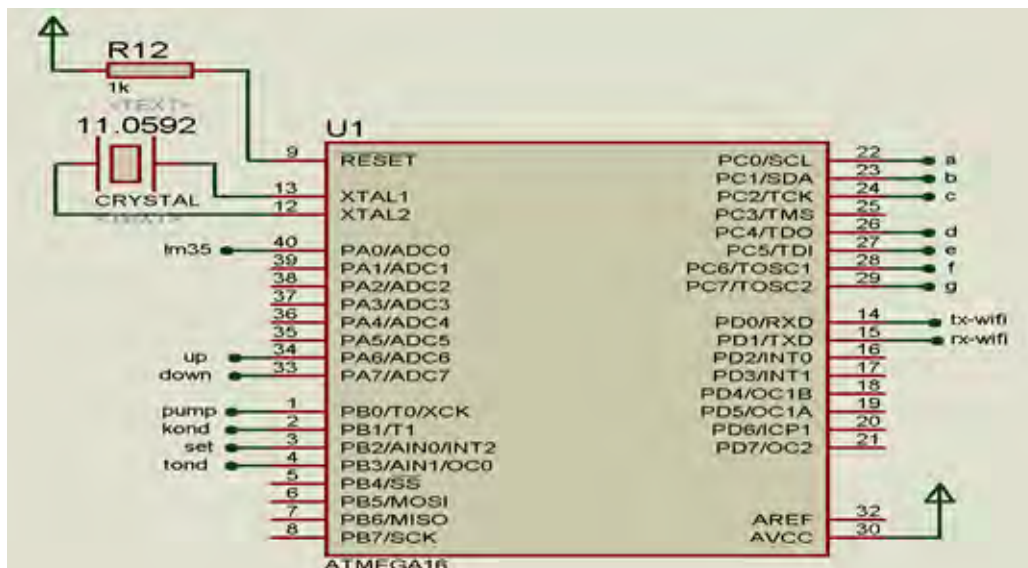 R12
1k
<TEXT>
11.0592
CRYSTAL
<TEXT>
U1
9 RESET
13 XTAL1
12 XTAL2
lm35 40 PA0/ADC0
39 PA1/ADC1
38 PA2/ADC2
37 PA3/ADC3
36 PA4/ADC4
35 PA5/ADC5
up 34 PA6/ADC6
down 33 PA7/ADC7
pump 1 PB0/T0/XCK
kond 2 PB1/T1
set 3 PB2/AIN0/INT2
tond 4 PB3/AIN1/OC0
5 PB4/SS
6 PB5/MOSI
7 PB6/MISO
8 PB7/SCK
PC0/SCL 22 a
PC1/SDA 23 b
PC2/TCK 24 c
PC3/TMS 25
PC4/TDO 26 d
PC5/TDI 27 e
PC6/TOSC1 28 f
PC7/TOSC2 29 g
PD0/RXD 14 tx-wifi
PD1/TXD 15 rx-wifi
PD2/INT0 16
PD3/INT1 17
PD4/OC1B 18
PD5/OC1A 19
PD6/ICP1 20
PD7/OC2 21
AREF 32
AVCC 30
ATMEGA16